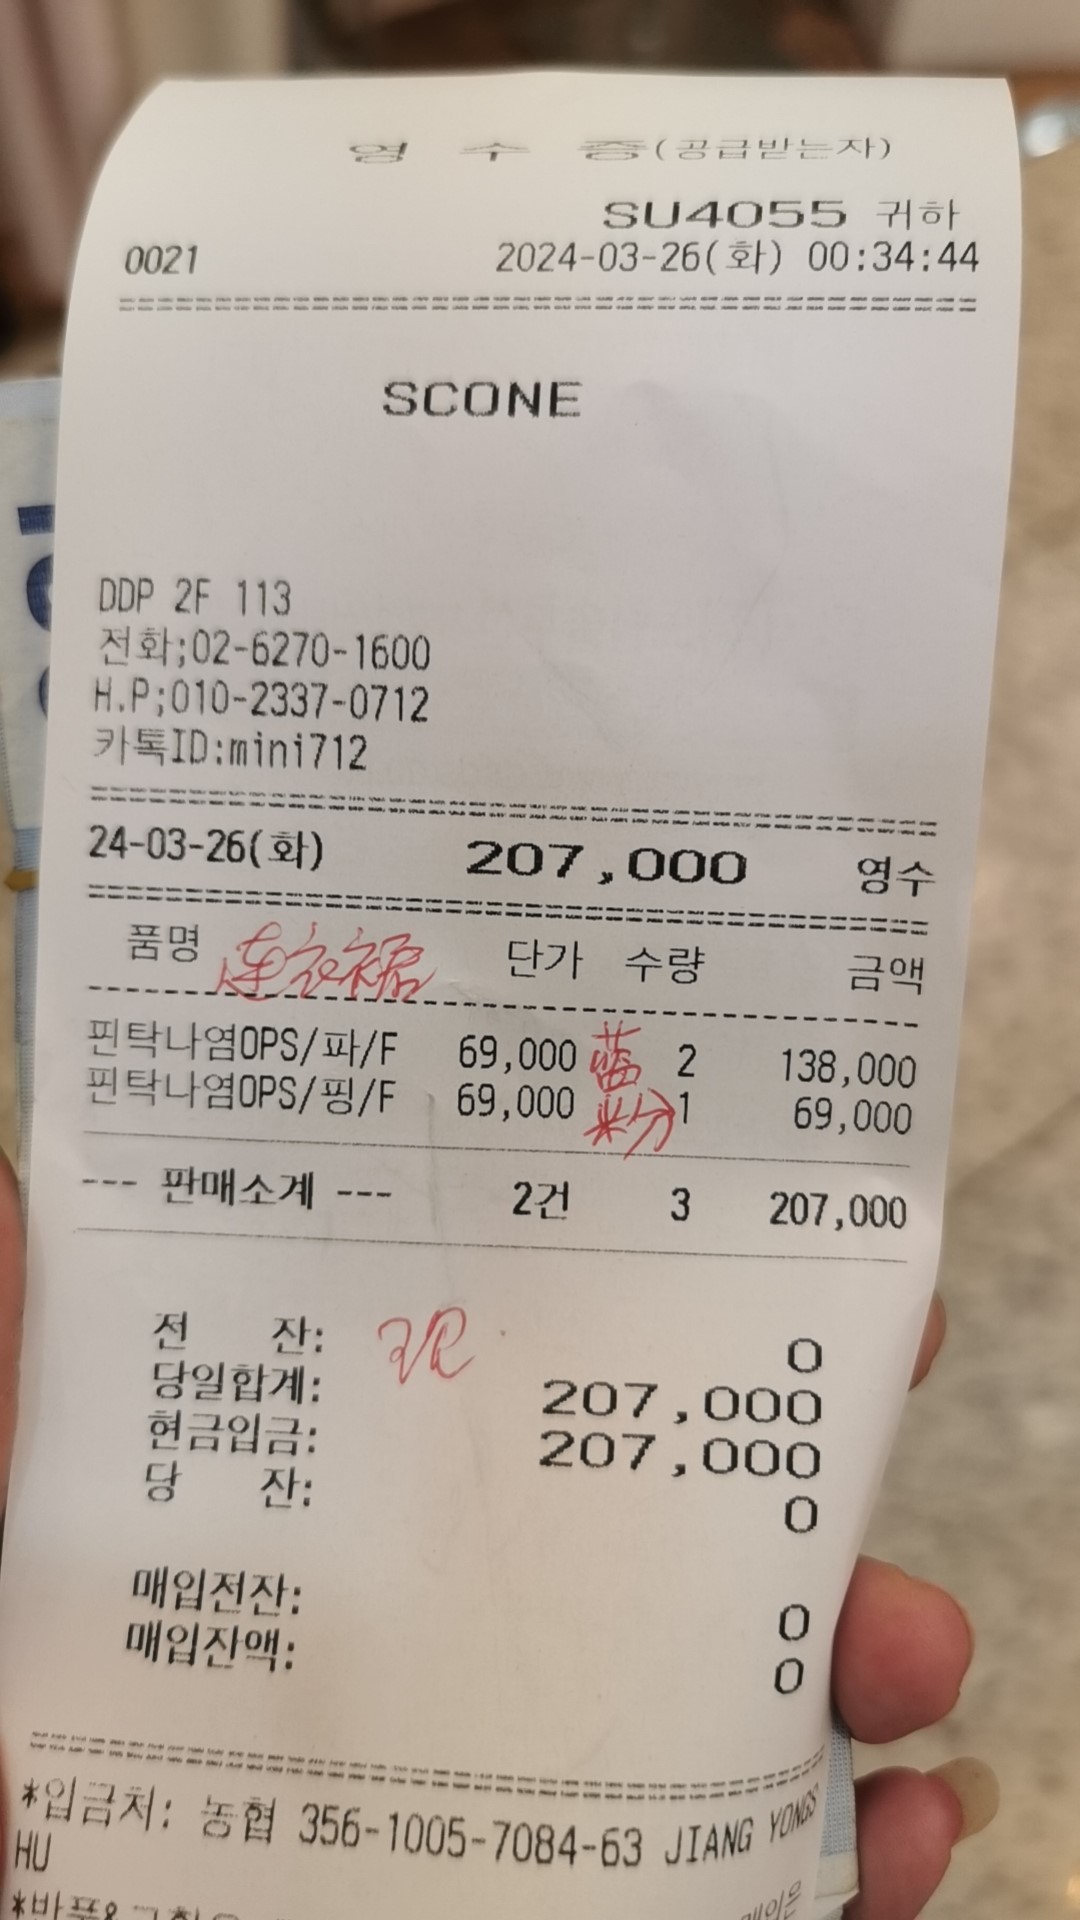 영 수 증(공급받는자)
SU4055 귀하
0021 2024-03-26(화) 00:34:44
SCONE
DDP 2F 113
전화;02-6270-1600
H.P;010-2337-0712
카톡ID:mini712
24-03-26(화) 207,000 영수
품명 连衣裙 단가 수량 금액
핀탁나염OPS/파/F 69,000 蓝 2 138,000
핀탁나염OPS/핑/F 69,000 粉 1 69,000
--- 판매소계 --- 2건 3 207,000
전 잔: 0
당일합계: 207,000
현금입금: 207,000
당 잔: 0
매입전잔: 0
매입잔액: 0
*입금처: 농협 356-1005-7084-63 JIANG YONGS
HU